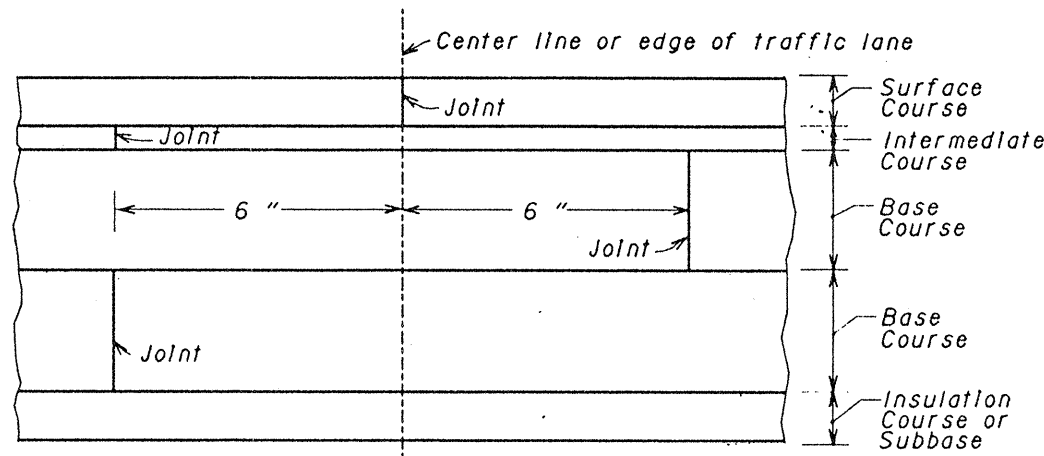 Center line or edge of traffic lane
Surface
Course
Joint
Joint
Intermediate
Course
6 "
6 "
Base
Course
Joint
Base
Course
Joint
Insulation
Course or
Subbase